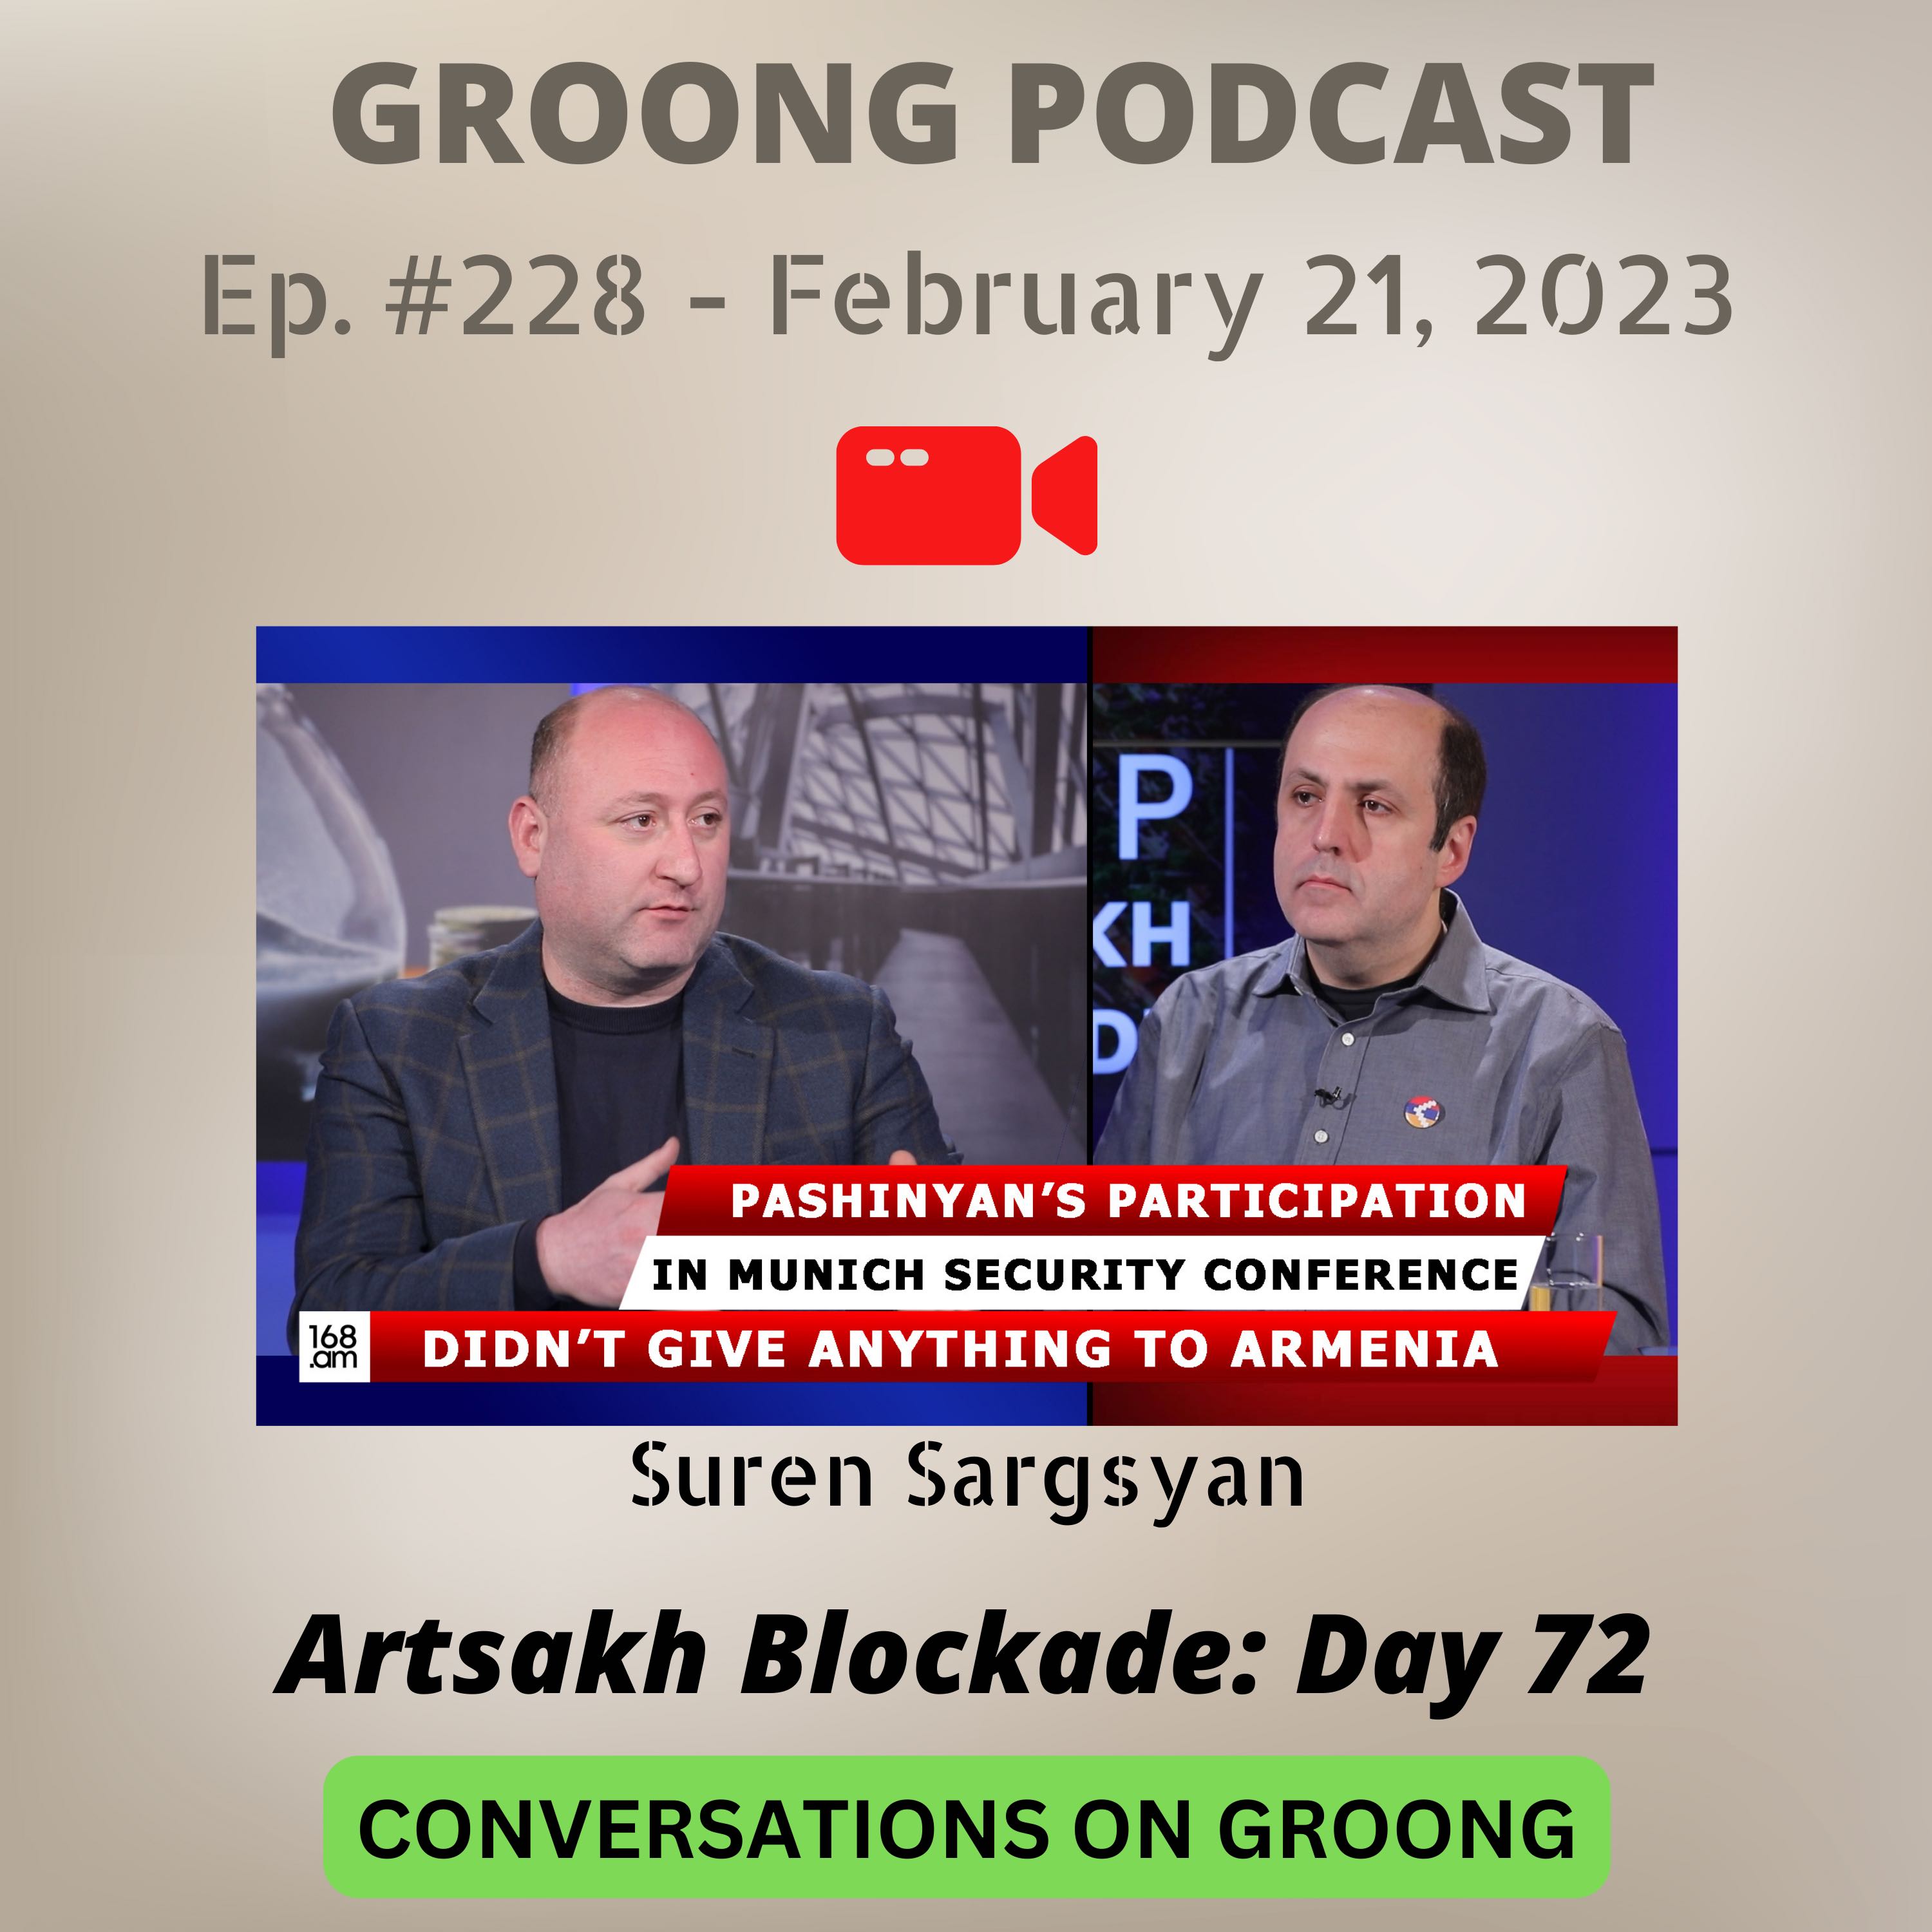 GROONG PODCAST
Ep. #228 - February 21, 2023
P
KH
D
PASHINYAN'S PARTICIPATION
IN MUNICH SECURITY CONFERENCE
168
.am
DIDN'T GIVE ANYTHING TO ARMENIA
Suren Sargsyan
Artsakh Blockade: Day 72
CONVERSATIONS ON GROONG